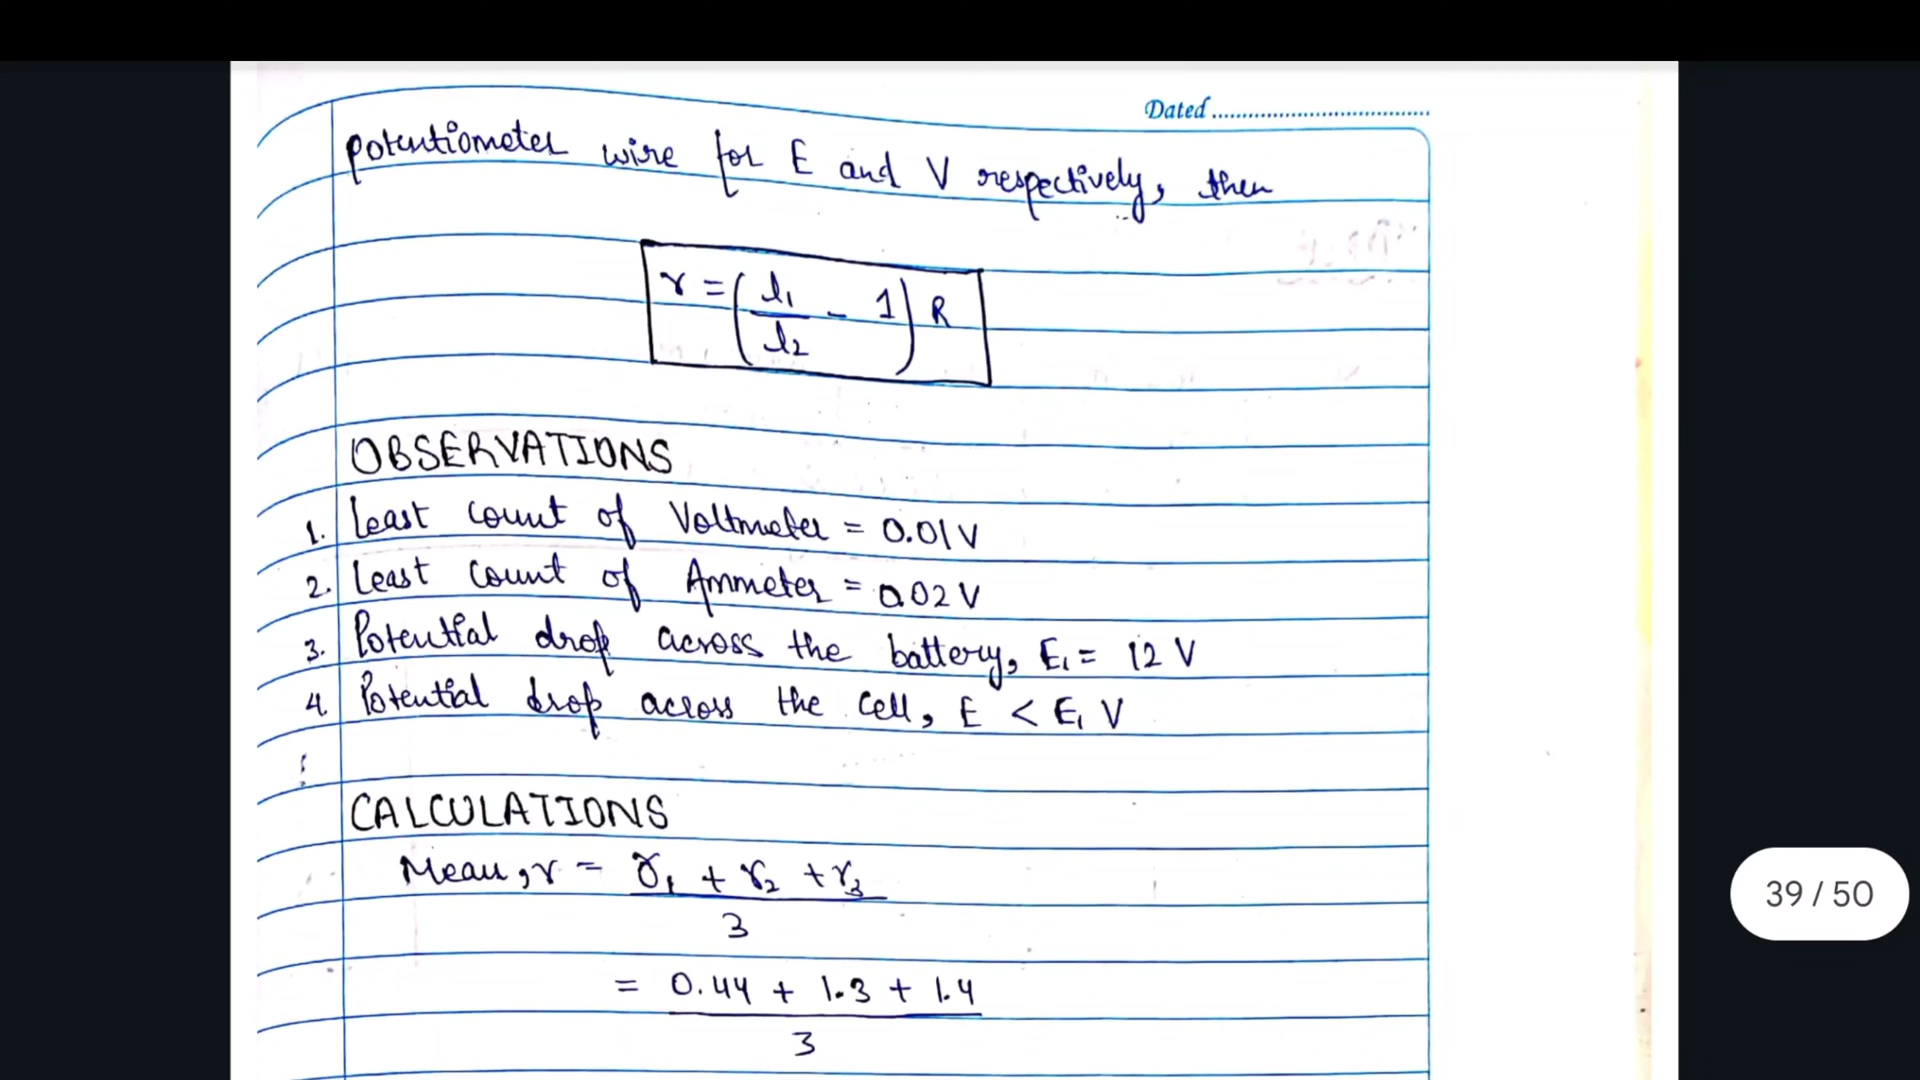 Dated
potentiometer wire for E and V respectively, then
r = (l1/l2 - 1) R
OBSERVATIONS
1. Least count of Voltmeter = 0.01 V
2. Least count of Ammeter = 0.02 V
3. Potential drop across the battery, E1 = 12 V
4. Potential drop across the cell, E < E1 V
CALCULATIONS
Mean, r = r1 + r2 + r3
3
= 0.44 + 1.3 + 1.4
3
39 / 50